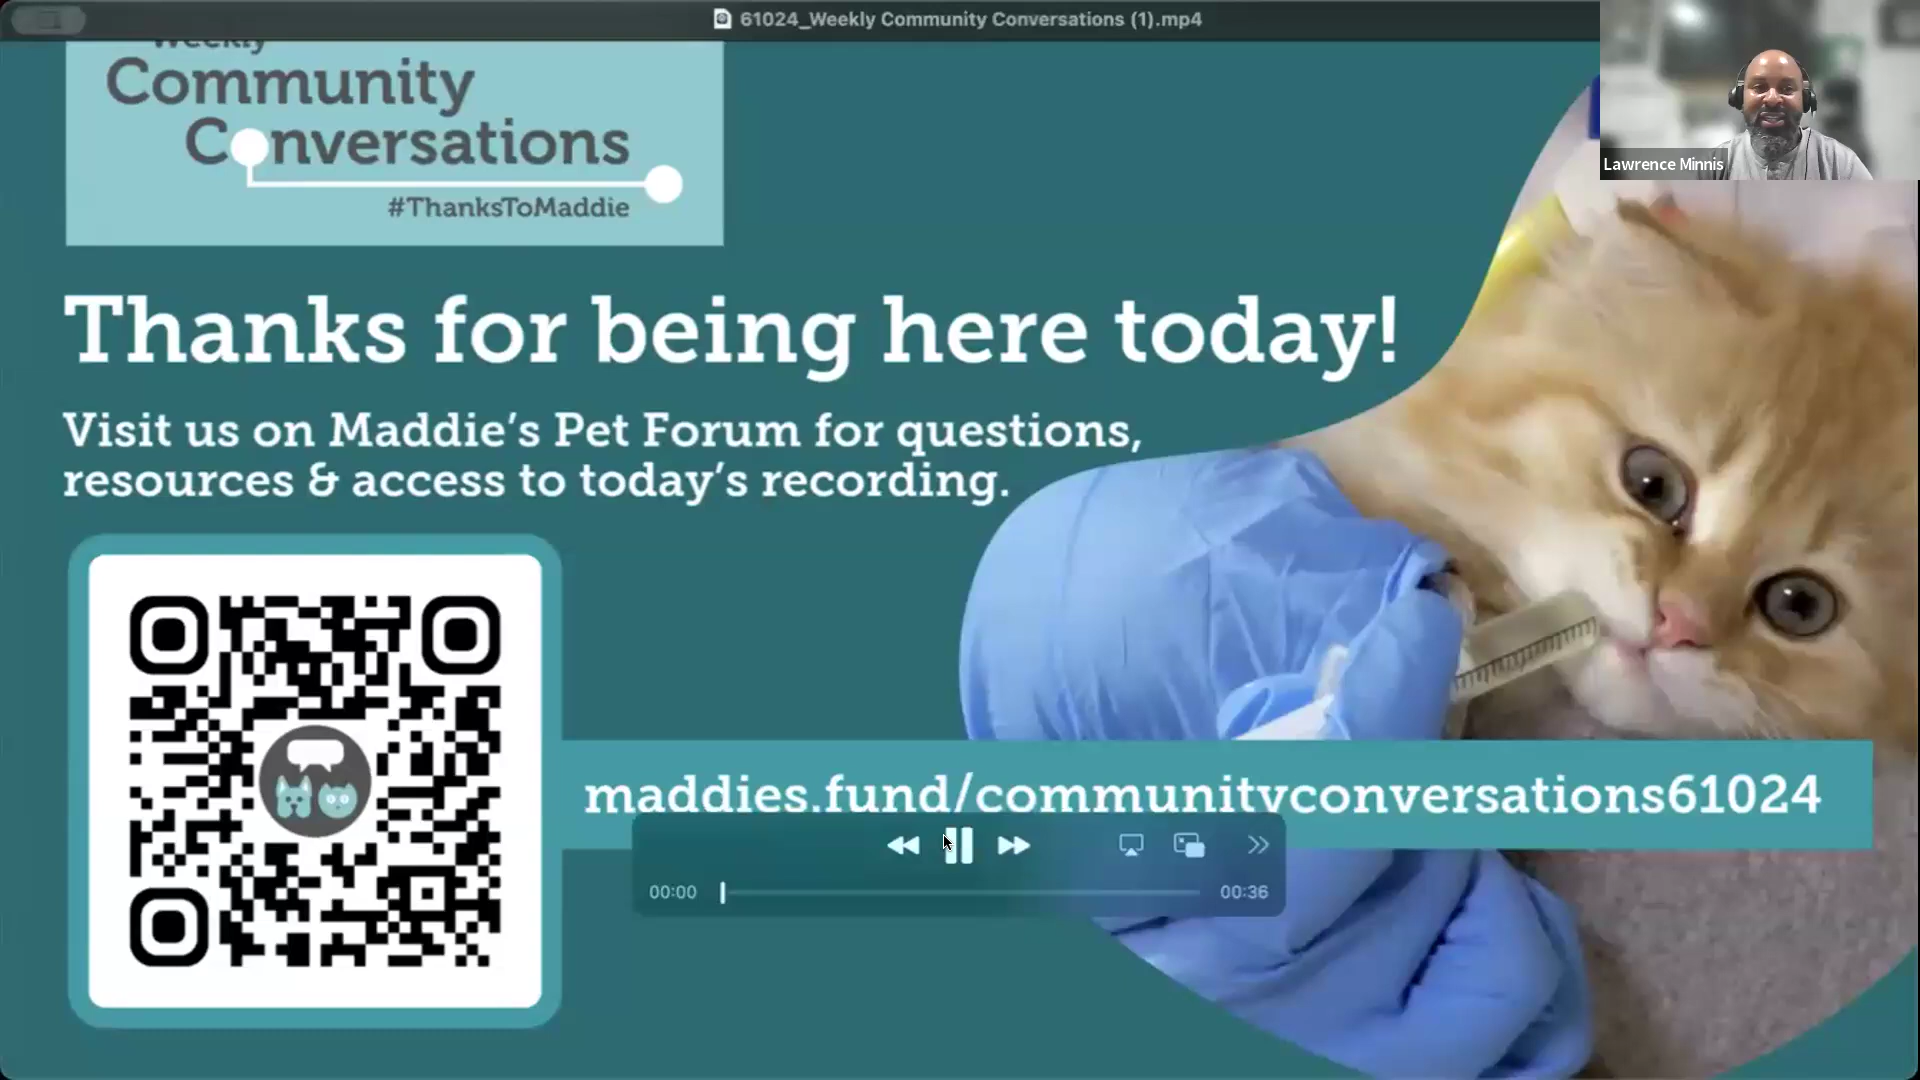 61024_Weekly Community Conversations (1).mp4
Weekly
Community
Conversations
#ThanksToMaddie
Lawrence Minnis
Thanks for being here today!
Visit us on Maddie's Pet Forum for questions,
resources & access to today's recording.
maddies.fund/communityconversations61024
00:00
00:36